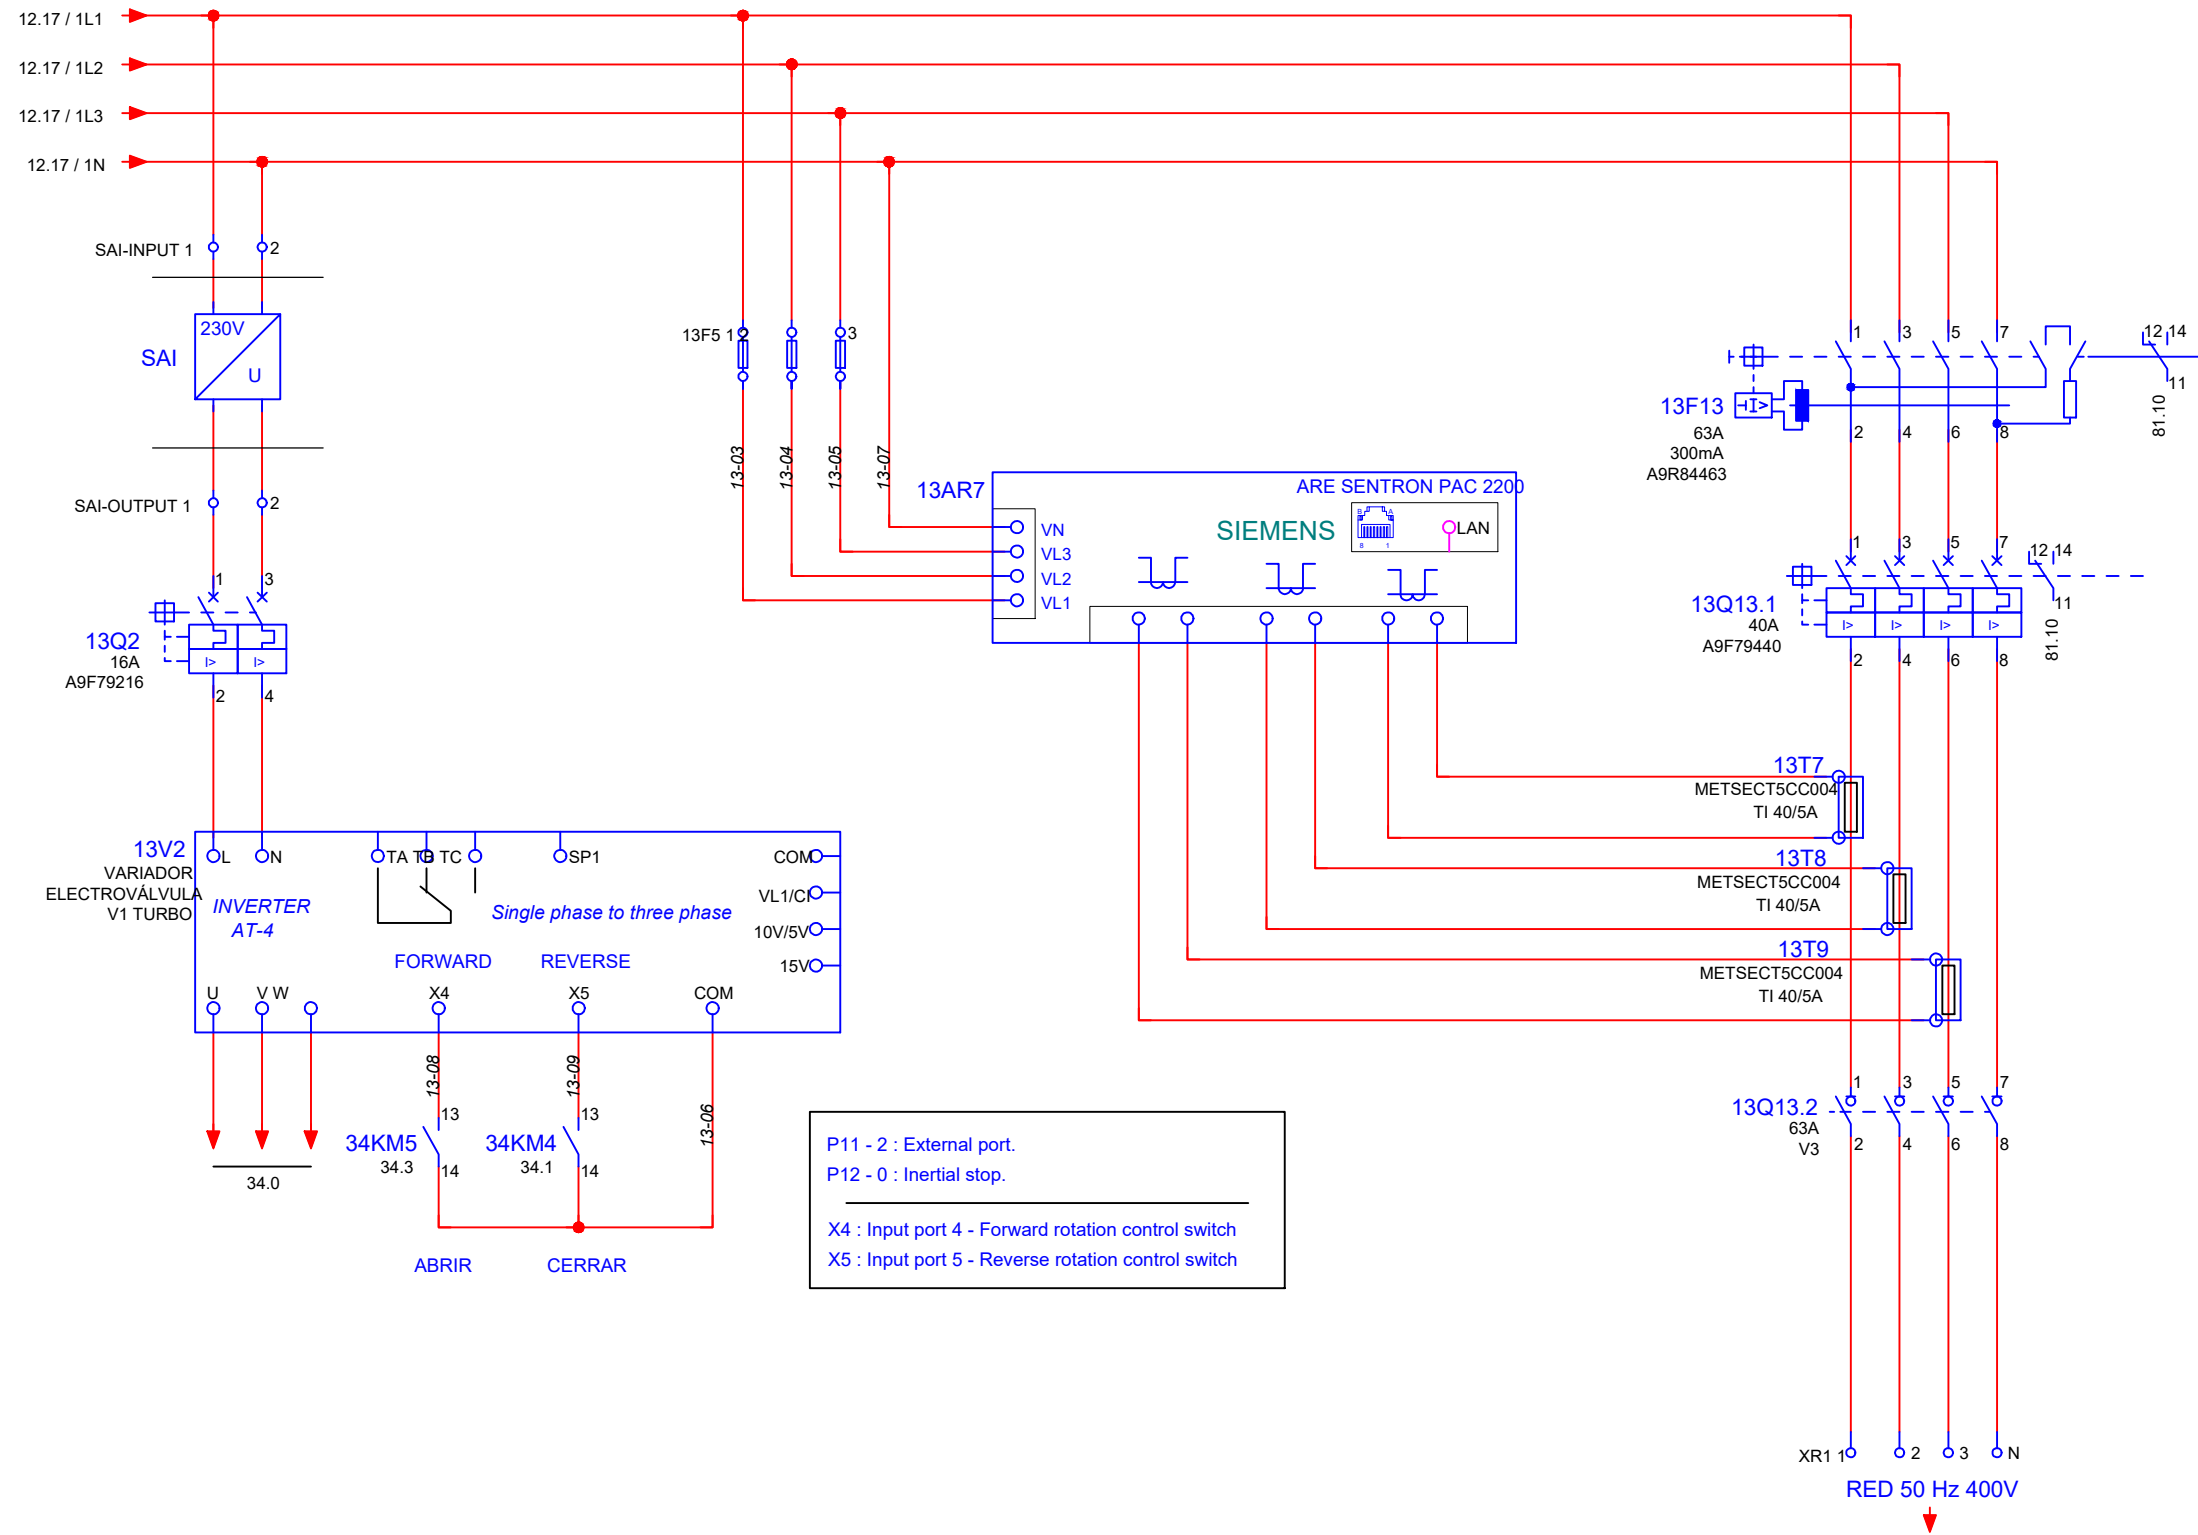 12.17 / 1L1
12.17 / 1L2
12.17 / 1L3
12.17 / 1N
SAI-INPUT 1
2
230V
SAI
U
SAI-OUTPUT 1
2
1
3
13Q2
16A
A9F79216
I>
I>
2
4
13F5 1
2
3
13-03
13-04
13-05
13-07
13AR7
ARE SENTRON PAC 2200
SIEMENS
B
A
8
1
LAN
VN
VL3
VL2
VL1
1
3
5
7
12
14
11
81.10
13F13
I>
63A
300mA
A9R84463
2
4
6
8
1
3
5
7
12
14
11
81.10
13Q13.1
40A
A9F79440
I>
I>
I>
I>
2
4
6
8
13T7
METSECT5CC004
TI 40/5A
13T8
METSECT5CC004
TI 40/5A
13T9
METSECT5CC004
TI 40/5A
13V2
VARIADOR
ELECTROVÁLVULA
V1 TURBO
L
N
TA
TB
TC
SP1
COM
VL1/CI
10V/5V
15V
INVERTER
AT-4
Single phase to three phase
FORWARD
REVERSE
U
V
W
X4
X5
COM
13-08
13-09
13-06
13
13
34KM5
34.3
34KM4
34.1
14
14
34.0
ABRIR
CERRAR
P11 - 2 : External port.
P12 - 0 : Inertial stop.
X4 : Input port 4 - Forward rotation control switch
X5 : Input port 5 - Reverse rotation control switch
1
3
5
7
13Q13.2
63A
V3
2
4
6
8
XR1 1
2
3
N
RED 50 Hz 400V